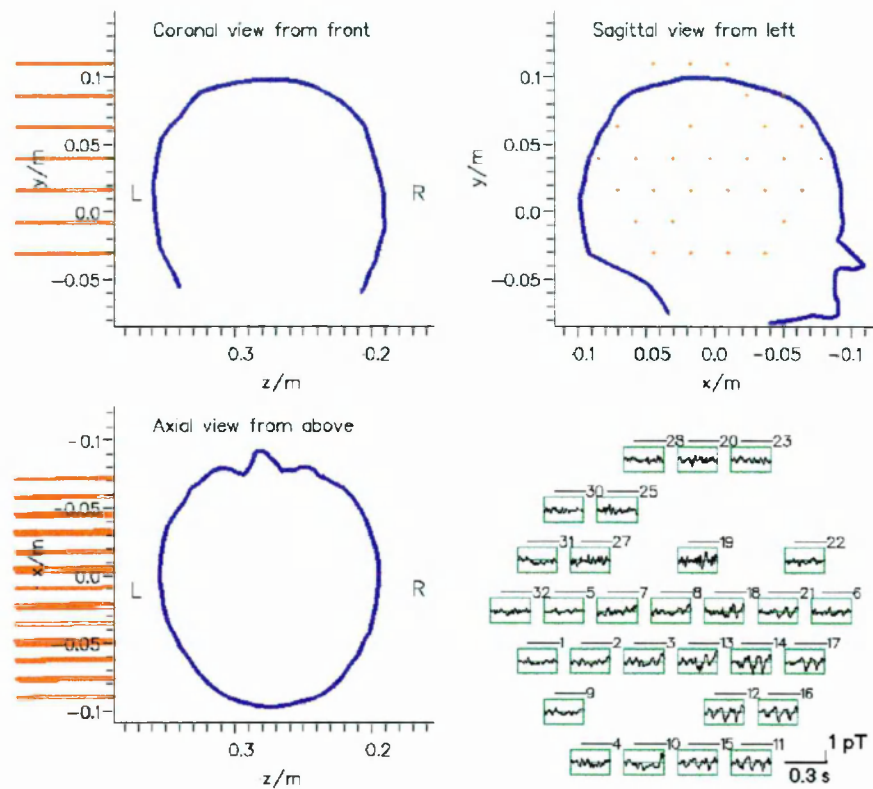 Coronal view from front
0.1
0.05
0.0
−0.05
y/m
L
R
0.3
-0.2
z/m
Sagittal view from left
0.1
0.05
0.0
−0.05
y/m
0.1
0.05
0.0
−0.05
−0.1
x/m
Axial view from above
-0.1
-0.05
0.0
-0.05
-0.1
x/m
L
R
0.3
0.2
z/m
28 20 23
30 25
31 27 19 22
32 5 7 8 18 21 6
1 2 3 13 14 17
9 12 16
4 10 15 11
1 pT
0.3 s